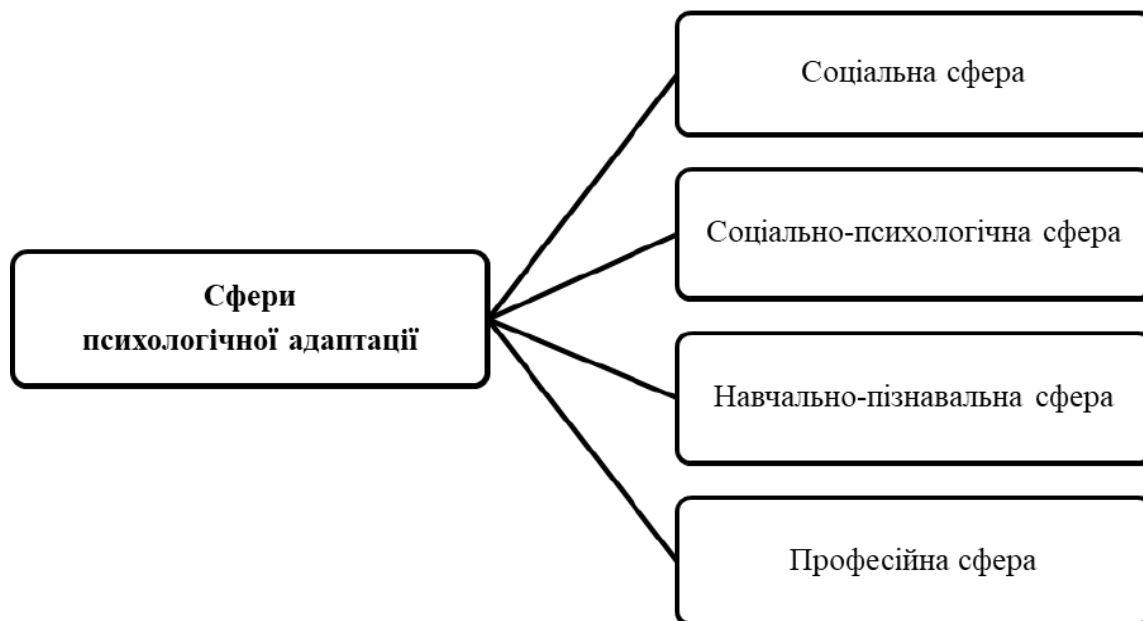 Сфери
психологічної адаптації
Соціальна сфера
Соціально-психологічна сфера
Навчально-пізнавальна сфера
Професійна сфера